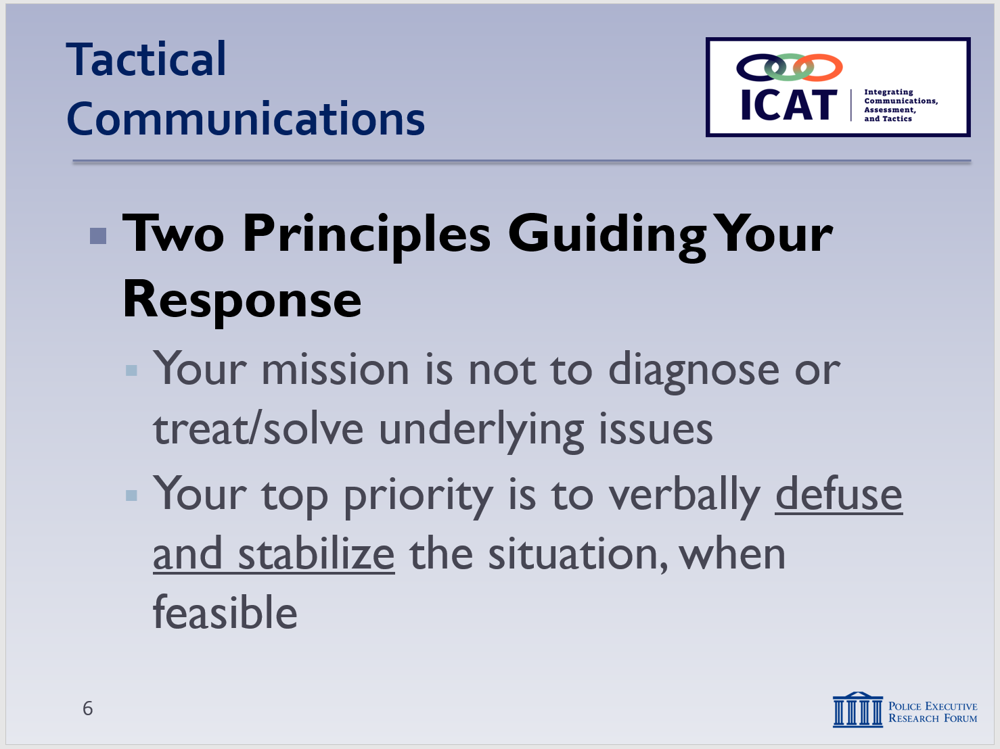 Tactical
Communications
ICAT
Integrating
Communications,
Assessment,
and Tactics
Two Principles Guiding Your
Response
Your mission is not to diagnose or
treat/solve underlying issues
Your top priority is to verbally defuse
and stabilize the situation, when
feasible
6
POLICE EXECUTIVE
RESEARCH FORUM